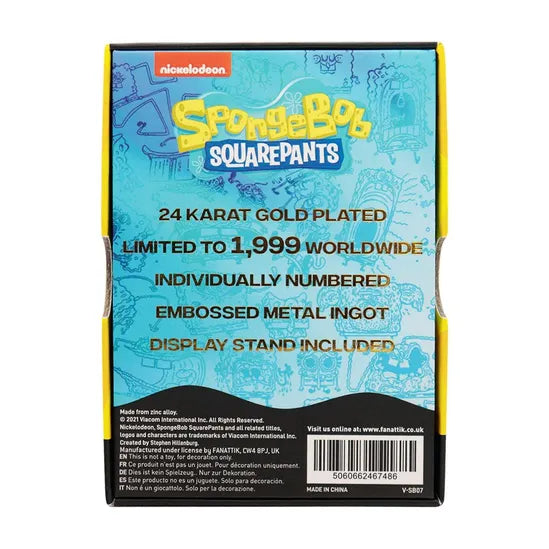 nickelodeon
SpongeBob
SQUAREPANTS
24 KARAT GOLD PLATED
LIMITED TO 1,999 WORLDWIDE
INDIVIDUALLY NUMBERED
EMBOSSED METAL INGOT
DISPLAY STAND INCLUDED
Made from zinc alloy.
© 2021 Viacom International Inc. All Rights Reserved.
Nickelodeon, SpongeBob SquarePants and all related titles,
logos and characters are trademarks of Viacom International Inc.
Created by Stephen Hillenburg.
Manufactured under license by FANATTIK, CW4 8PJ, UK
EN This is not a toy, for decoration only.
FR Ce produit n'est pas un jouet. Pour décoration uniquement.
DE Dies ist kein Spielzeug.. Nur zur Dekoration.
ES Este producto no es un juguete. Solo para decoración.
IT Non è un giocattolo. Solo per la decorazione.
Visit us online at: www.fanattik.co.uk
5060662467486
MADE IN CHINA
V-SB07